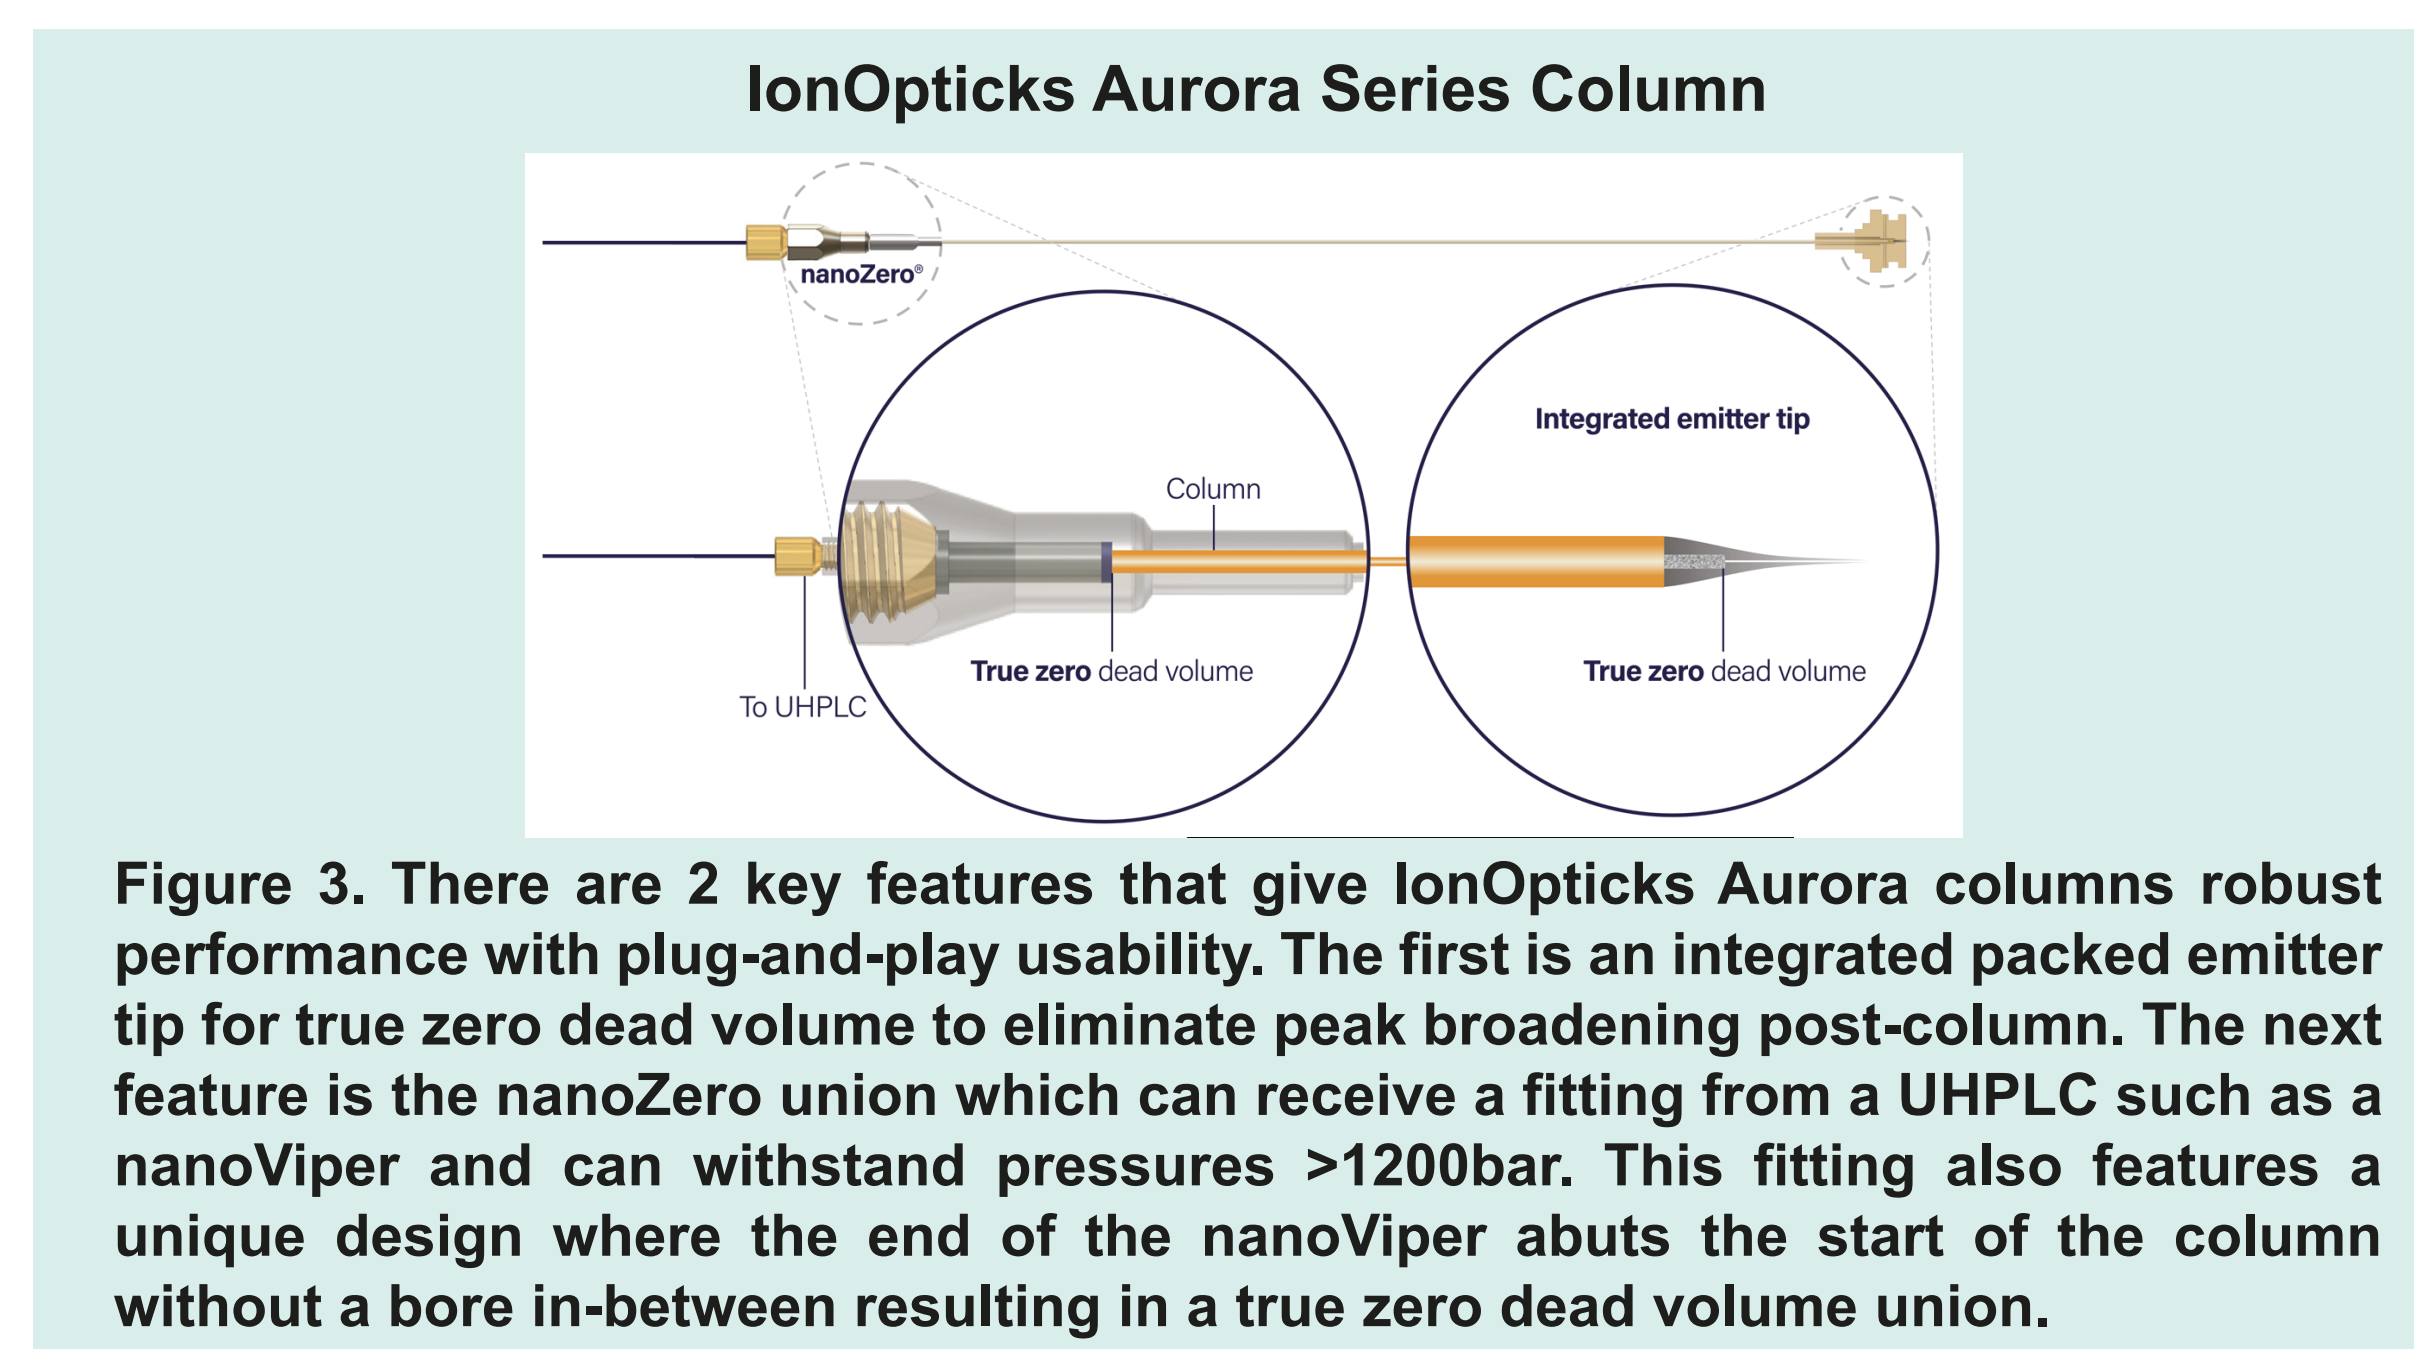 IonOpticks Aurora Series Column
nanoZero®
Integrated emitter tip
Column
True zero dead volume
True zero dead volume
To UHPLC
Figure 3. There are 2 key features that give IonOpticks Aurora columns robust
performance with plug-and-play usability. The first is an integrated packed emitter
tip for true zero dead volume to eliminate peak broadening post-column. The next
feature is the nanoZero union which can receive a fitting from a UHPLC such as a
nanoViper and can withstand pressures >1200bar. This fitting also features a
unique design where the end of the nanoViper abuts the start of the column
without a bore in-between resulting in a true zero dead volume union.